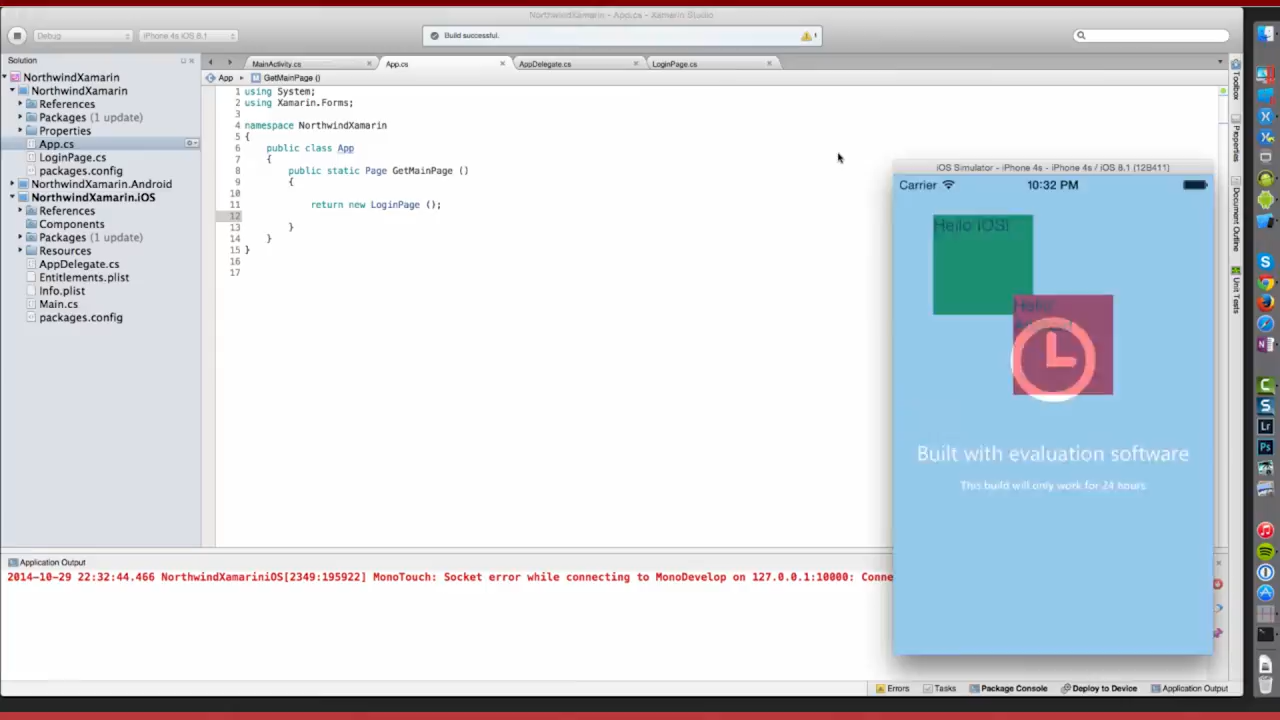 NorthwindXamarin - App.cs - Xamarin Studio
Debug
iPhone 4s iOS 8.1
Build successful.
1
Solution
MainActivity.cs
App.cs
AppDelegate.cs
LoginPage.cs
App
GetMainPage ()
NorthwindXamarin
NorthwindXamarin
References
Packages (1 update)
Properties
App.cs
LoginPage.cs
packages.config
NorthwindXamarin.Android
NorthwindXamarin.iOS
References
Components
Packages (1 update)
Resources
AppDelegate.cs
Entitlements.plist
Info.plist
Main.cs
packages.config
1 using System;
2 using Xamarin.Forms;
3
4 namespace NorthwindXamarin
5 {
6 public class App
7 {
8 public static Page GetMainPage ()
9 {
10
11 return new LoginPage ();
12
13 }
14 }
15 }
16
17
Toolbox
Properties
Document Outline
Unit Tests
iOS Simulator - iPhone 4s - iPhone 4s / iOS 8.1 (12B411)
Carrier
10:32 PM
Hello iOS!
Hello
Built with evaluation software
This build will only work for 24 hours
Application Output
2014-10-29 22:32:44.466 NorthwindXamariniOS[2349:195922] MonoTouch: Socket error while connecting to MonoDevelop on 127.0.0.1:10000: Conne
Errors
Tasks
Package Console
Deploy to Device
Application Output